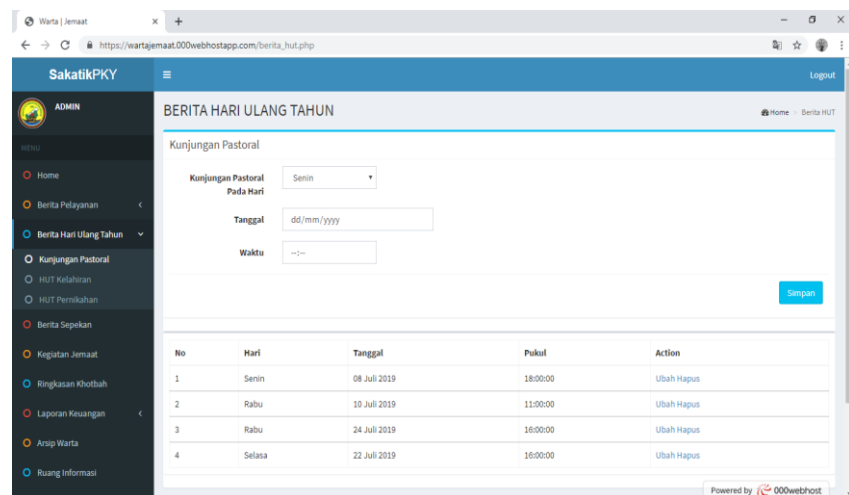 Warta | Jemaat
https://wartajemaat.000webhostapp.com/berita_hut.php
SakatikPKY
Logout
ADMIN
BERITA HARI ULANG TAHUN
Home > Berita HUT
MENU
Home
Berita Pelayanan
Berita Hari Ulang Tahun
Kunjungan Pastoral
HUT Kelahiran
HUT Pernikahan
Berita Sepekan
Kegiatan Jemaat
Ringkasan Khotbah
Laporan Keuangan
Arsip Warta
Ruang Informasi
Kunjungan Pastoral
Kunjungan Pastoral Senin
Pada Hari
Tanggal dd/mm/yyyy
Waktu --:--
Simpan
No Hari Tanggal Pukul Action
1 Senin 08 Juli 2019 18:00:00 Ubah Hapus
2 Rabu 10 Juli 2019 11:00:00 Ubah Hapus
3 Rabu 24 Juli 2019 16:00:00 Ubah Hapus
4 Selasa 22 Juli 2019 16:00:00 Ubah Hapus
Powered by 000webhost